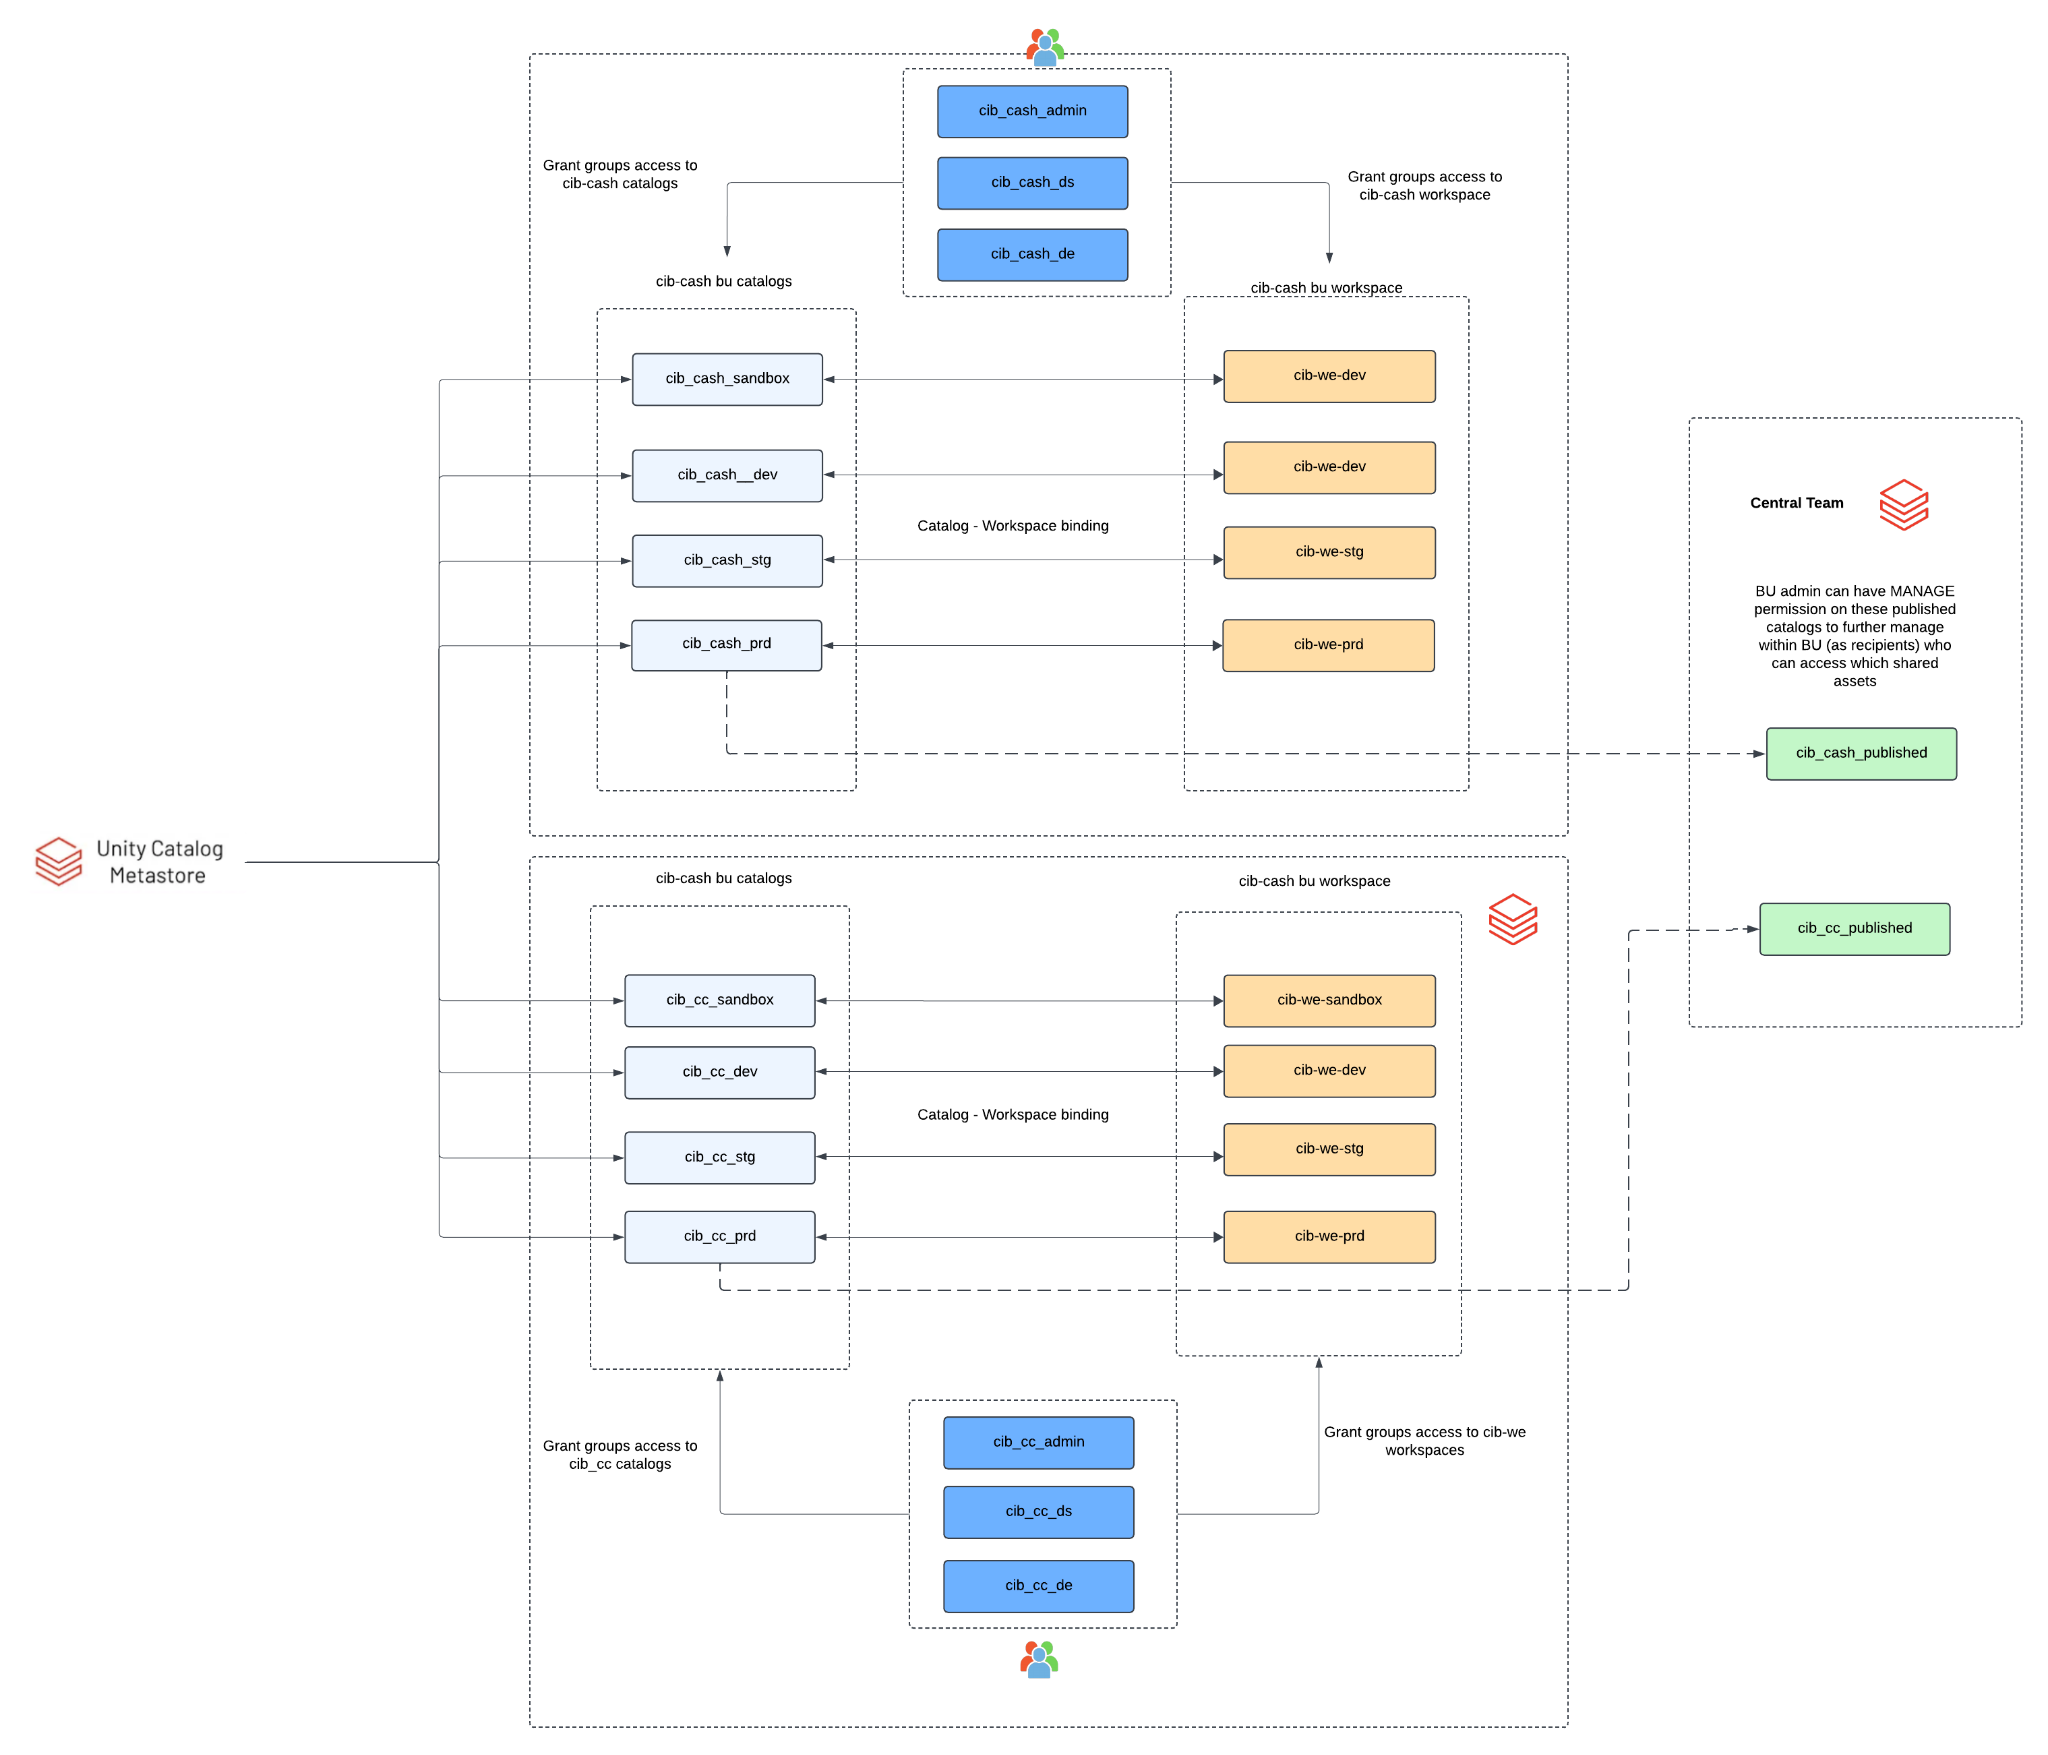 cib_cash_admin
cib_cash_ds
cib_cash_de
Grant groups access to
cib-cash catalogs
Grant groups access to
cib-cash workspace
cib-cash bu catalogs
cib-cash bu workspace
cib_cash_sandbox
cib-we-dev
cib_cash__dev
cib-we-dev
Catalog - Workspace binding
cib_cash_stg
cib-we-stg
cib_cash_prd
cib-we-prd
Central Team
BU admin can have MANAGE
permission on these published
catalogs to further manage
within BU (as recipients) who
can access which shared
assets
cib_cash_published
cib_cc_published
Unity Catalog
Metastore
cib-cash bu catalogs
cib-cash bu workspace
cib_cc_sandbox
cib-we-sandbox
cib_cc_dev
cib-we-dev
Catalog - Workspace binding
cib_cc_stg
cib-we-stg
cib_cc_prd
cib-we-prd
Grant groups access to
cib_cc catalogs
Grant groups access to cib-we
workspaces
cib_cc_admin
cib_cc_ds
cib_cc_de